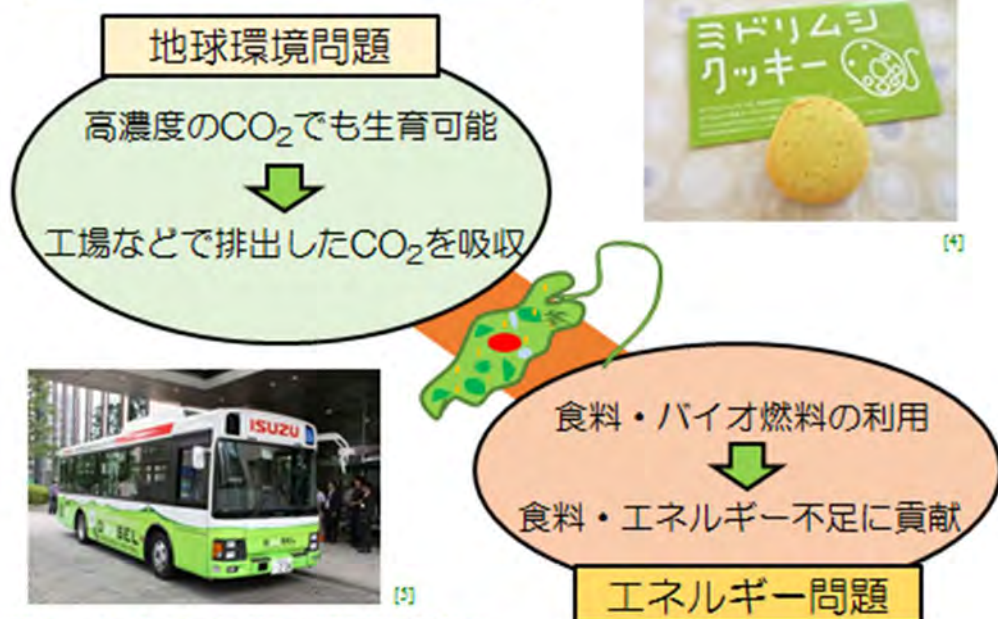 地球環境問題
高濃度のCO₂でも生育可能
工場などで排出したCO₂を吸収
ミドリムシ
クッキー
[4]
ISUZU
[5]
食料・バイオ燃料の利用
食料・エネルギー不足に貢献
エネルギー問題